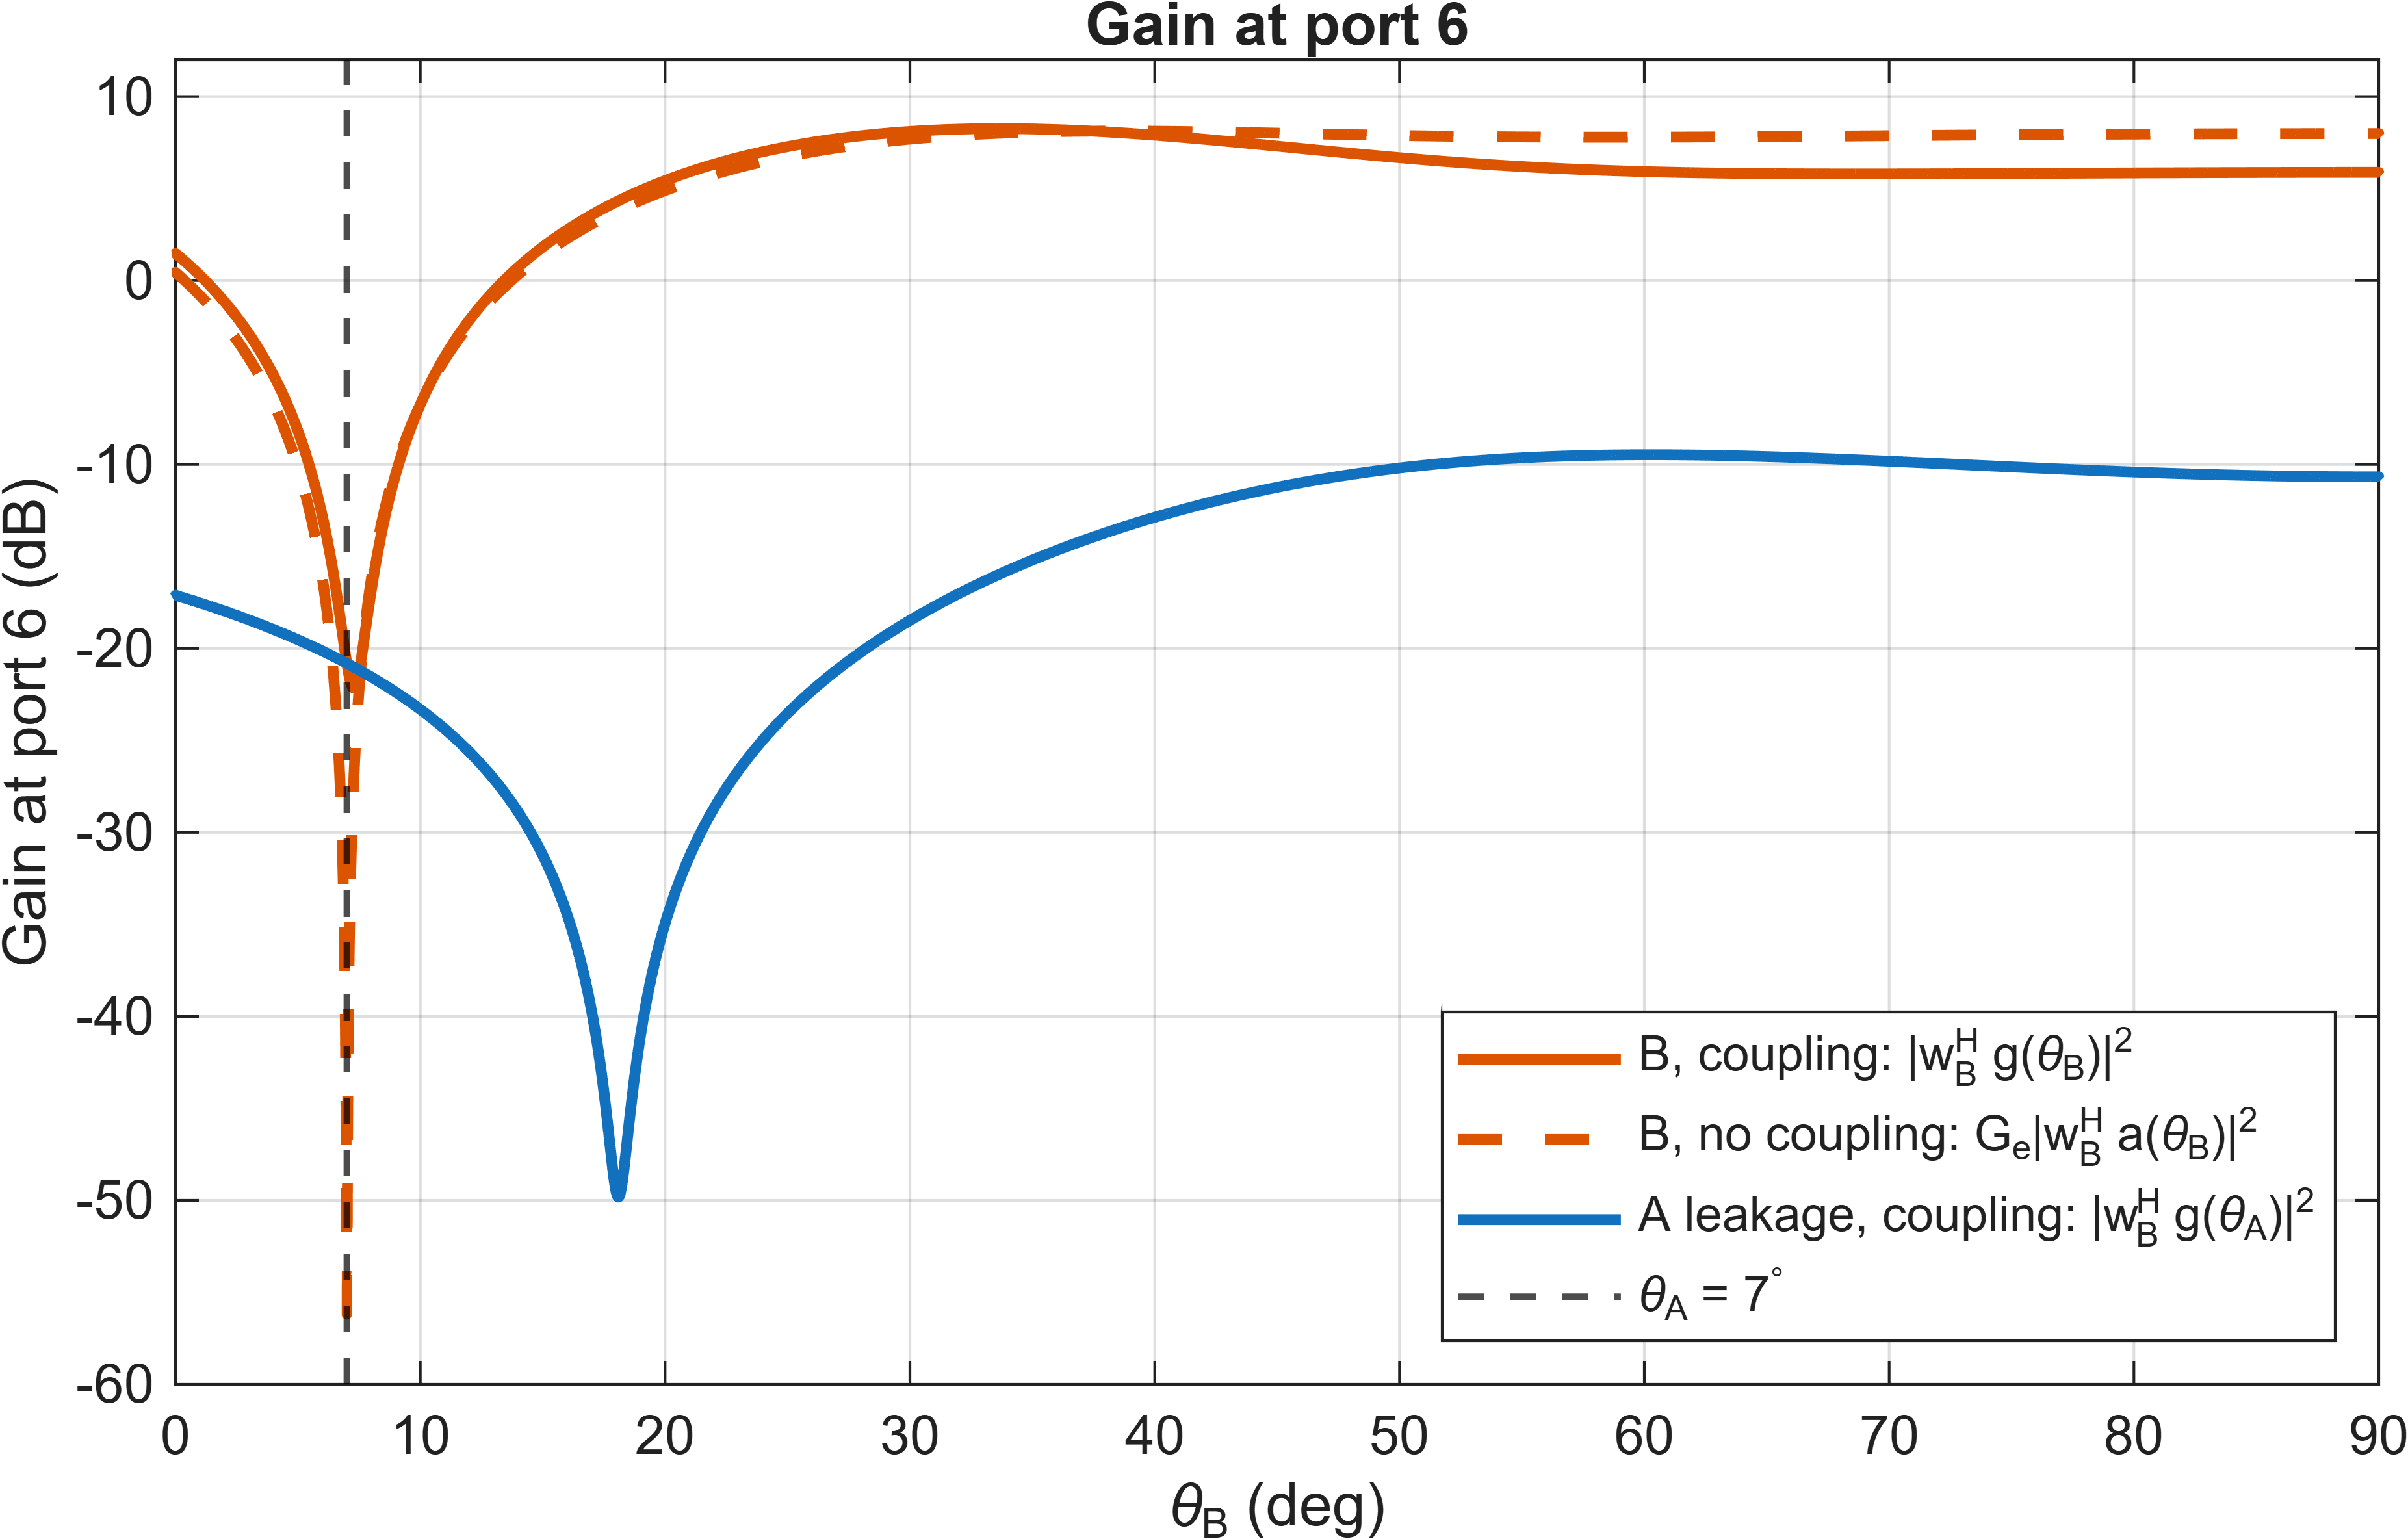 Gain at port 6
Gain at port 6 (dB)
10
0
-10
-20
-30
-40
-50
-60
0 10 20 30 40 50 60 70 80 90
θ_B (deg)
B, coupling: |w_B^H g(θ_B)|^2
B, no coupling: G_e|w_B^H a(θ_B)|^2
A leakage, coupling: |w_B^H g(θ_A)|^2
θ_A = 7°